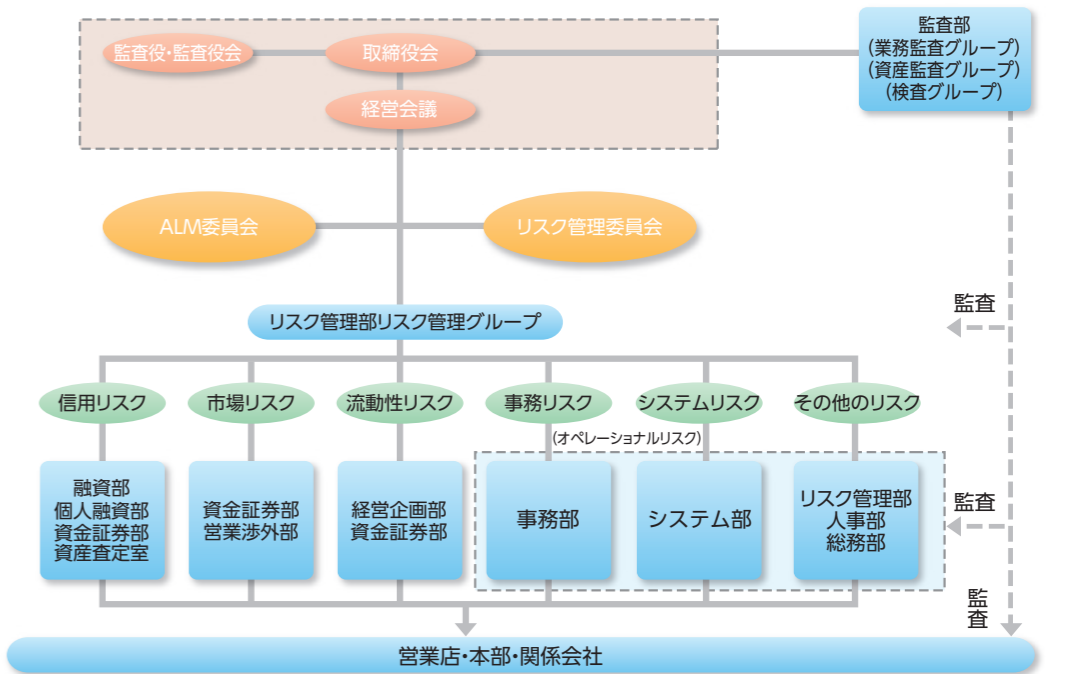 監査役・監査役会
取締役会
経営会議
監査部
(業務監査グループ)
(資産監査グループ)
(検査グループ)
ALM委員会
リスク管理委員会
リスク管理部リスク管理グループ
監査
信用リスク
市場リスク
流動性リスク
事務リスク
システムリスク
その他のリスク
(オペレーショナルリスク)
融資部
個人融資部
資金証券部
資産査定室
資金証券部
営業渉外部
経営企画部
資金証券部
事務部
システム部
リスク管理部
人事部
総務部
監査
監査
営業店・本部・関係会社